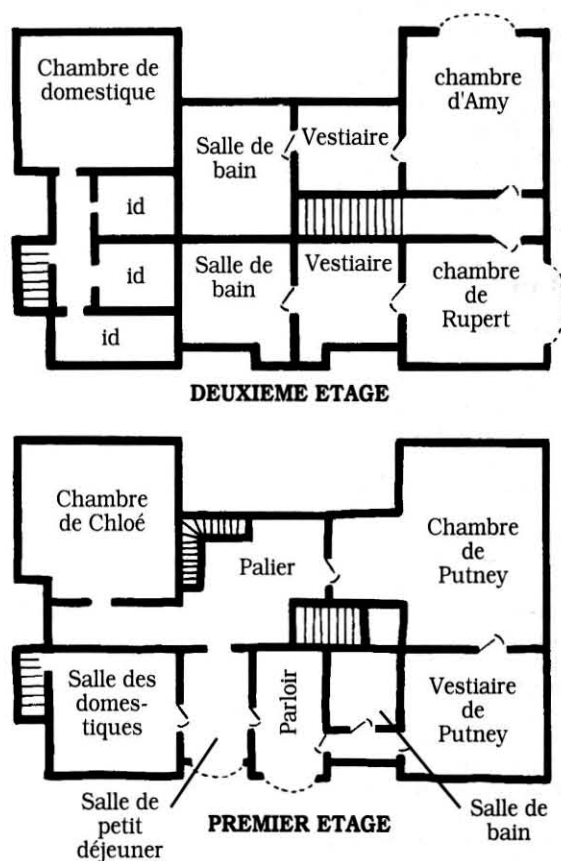 Chambre de
domestique
chambre
d'Amy
Salle de
bain
Vestiaire
id
id
Salle de
bain
Vestiaire
chambre
de
Rupert
id
DEUXIEME ETAGE
Chambre
de Chloé
Palier
Chambre
de
Putney
Salle des
domes-
tiques
Parloir
Vestiaire
de
Putney
Salle de
petit
déjeuner
PREMIER ETAGE
Salle de
bain